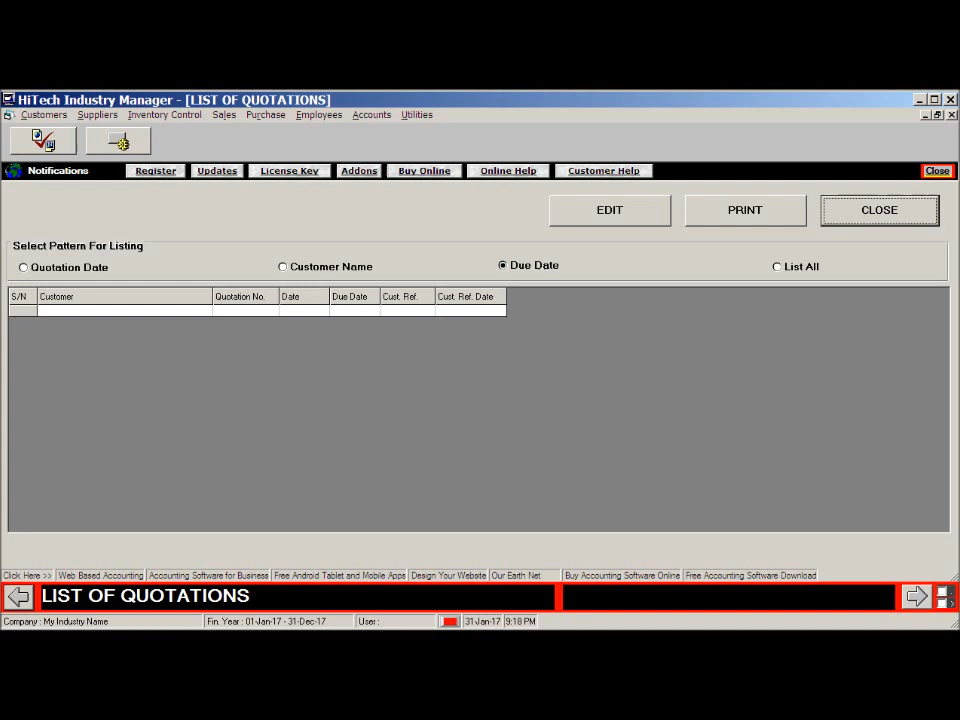 HiTech Industry Manager - [LIST OF QUOTATIONS]
Customers Suppliers Inventory Control Sales Purchase Employees Accounts Utilities
Notifications Register Updates License Key Addons Buy Online Online Help Customer Help Close
EDIT PRINT CLOSE
Select Pattern For Listing
Quotation Date Customer Name Due Date List All
S/N Customer Quotation No. Date Due Date Cust. Ref. Cust. Ref. Date
Click Here >> Web Based Accounting Accounting Software for Business Free Android Tablet and Mobile Apps Design Your Website Our Earth Net Buy Accounting Software Online Free Accounting Software Download
LIST OF QUOTATIONS
Company : My Industry Name Fin. Year : 01-Jan-17 - 31-Dec-17 User : 31-Jan-17 9:18 PM